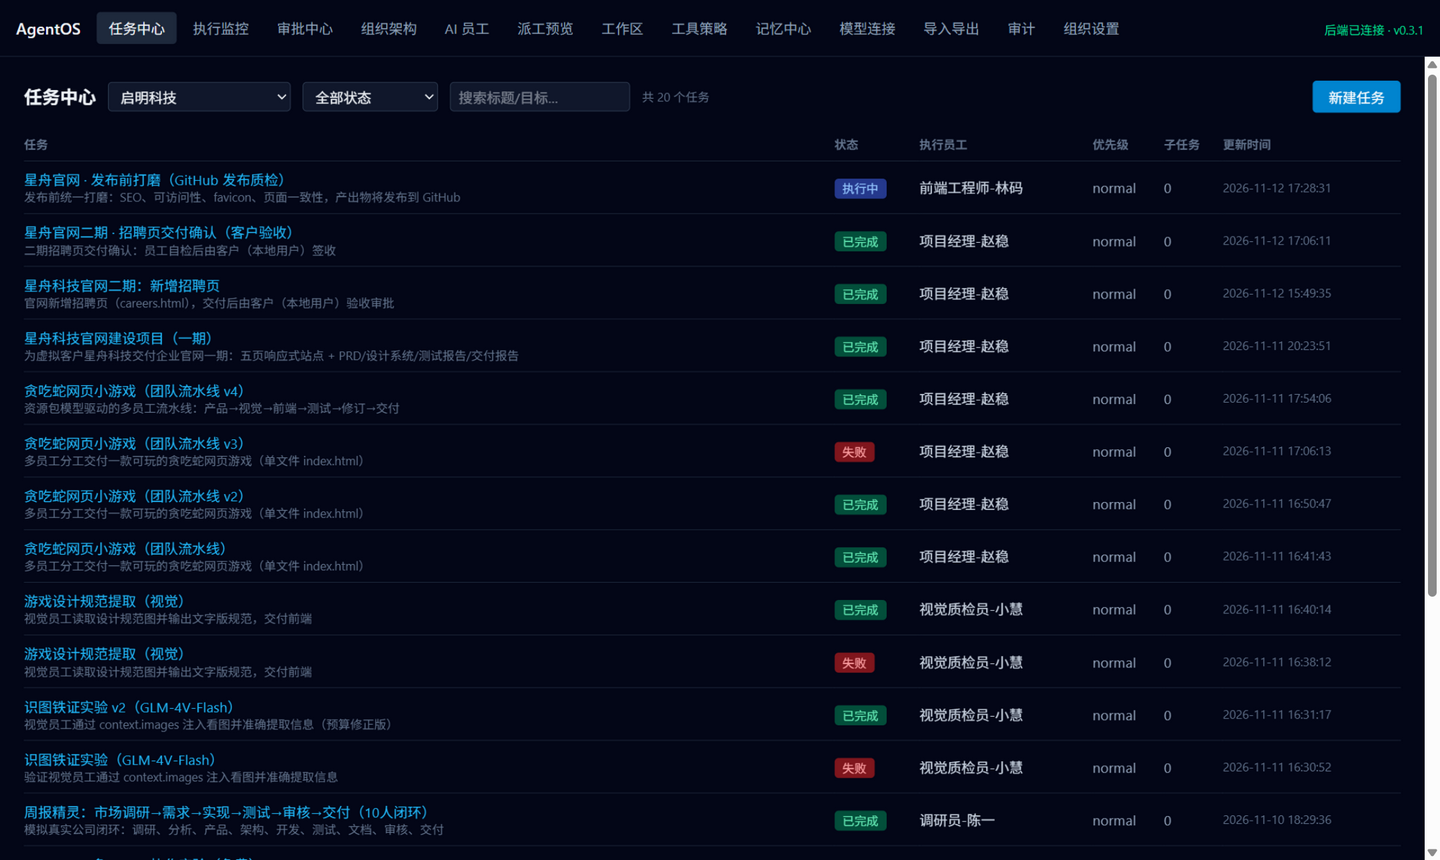 AgentOS 任务中心 执行监控 审批中心 组织架构 AI 员工 派工预览 工作区 工具策略 记忆中心 模型连接 导入导出 审计 组织设置 后端已连接 · v0.3.1
任务中心 启明科技 全部状态 搜索标题/目标... 共 20 个任务 新建任务
任务 状态 执行员工 优先级 子任务 更新时间
星舟官网 · 发布前打磨（GitHub 发布质检）
发布前统一打磨：SEO、可访问性、favicon、页面一致性，产出物将发布到 GitHub
执行中 前端工程师-林码 normal 0 2026-11-12 17:28:31
星舟官网二期 · 招聘页交付确认（客户验收）
二期招聘页交付确认：员工自检后由客户（本地用户）签收
已完成 项目经理-赵稳 normal 0 2026-11-12 17:06:11
星舟科技官网二期：新增招聘页
官网新增招聘页（careers.html），交付后由客户（本地用户）验收审批
已完成 项目经理-赵稳 normal 0 2026-11-12 15:49:35
星舟科技官网建设项目（一期）
为虚拟客户星舟科技交付企业官网一期：五页响应式站点 + PRD/设计系统/测试报告/交付报告
已完成 项目经理-赵稳 normal 0 2026-11-11 20:23:51
贪吃蛇网页小游戏（团队流水线 v4）
资源包模型驱动的多员工流水线：产品→视觉→前端→测试→修订→交付
已完成 项目经理-赵稳 normal 0 2026-11-11 17:54:06
贪吃蛇网页小游戏（团队流水线 v3）
多员工分工交付一款可玩的贪吃蛇网页游戏（单文件 index.html）
失败 项目经理-赵稳 normal 0 2026-11-11 17:06:13
贪吃蛇网页小游戏（团队流水线 v2）
多员工分工交付一款可玩的贪吃蛇网页游戏（单文件 index.html）
已完成 项目经理-赵稳 normal 0 2026-11-11 16:50:47
贪吃蛇网页小游戏（团队流水线）
多员工分工交付一款可玩的贪吃蛇网页游戏（单文件 index.html）
已完成 项目经理-赵稳 normal 0 2026-11-11 16:41:43
游戏设计规范提取（视觉）
视觉员工读取设计规范图并输出文字版规范，交付前端
已完成 视觉质检员-小慧 normal 0 2026-11-11 16:40:14
游戏设计规范提取（视觉）
视觉员工读取设计规范图并输出文字版规范，交付前端
失败 视觉质检员-小慧 normal 0 2026-11-11 16:38:12
识图铁证实验 v2（GLM-4V-Flash）
视觉员工通过 context.images 注入看图并准确提取信息（预算修正版）
已完成 视觉质检员-小慧 normal 0 2026-11-11 16:31:17
识图铁证实验（GLM-4V-Flash）
验证视觉员工通过 context.images 注入看图并准确提取信息
失败 视觉质检员-小慧 normal 0 2026-11-11 16:30:52
周报精灵：市场调研→需求→实现→测试→审核→交付（10人闭环）
模拟真实公司闭环：调研、分析、产品、架构、开发、测试、文档、审核、交付
已完成 调研员-陈一 normal 0 2026-11-10 18:29:36